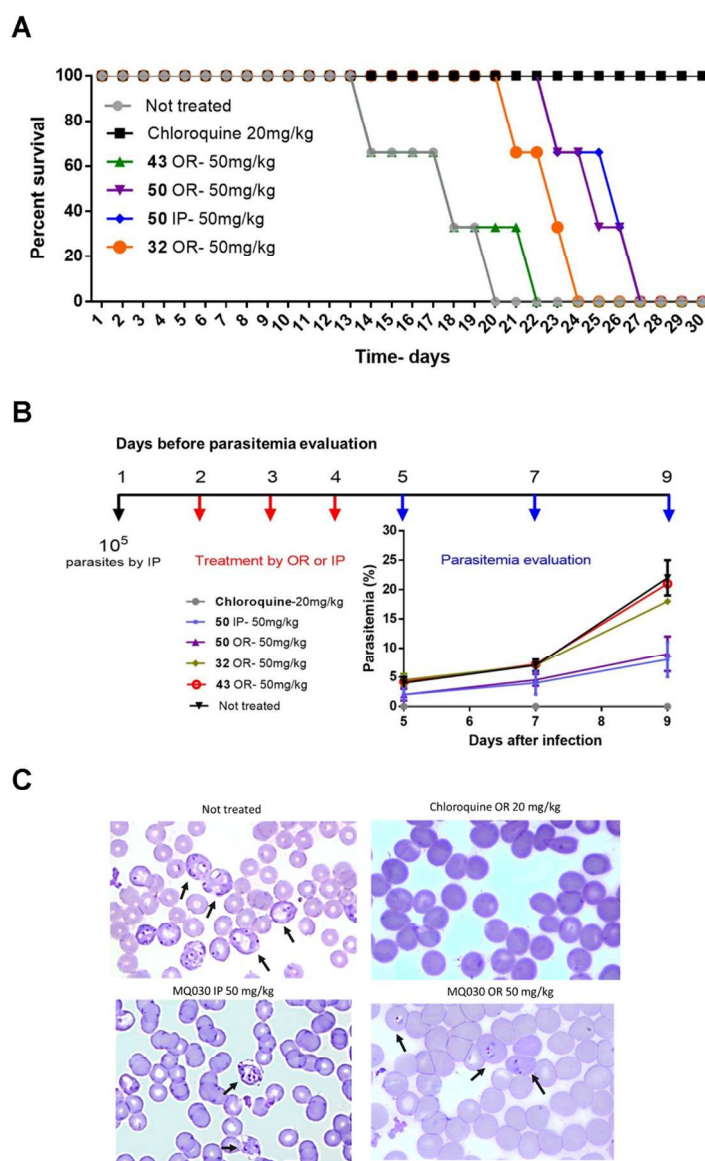 A
Percent survival
100
80
60
40
20
0
Not treated
Chloroquine 20mg/kg
43 OR- 50mg/kg
50 OR- 50mg/kg
50 IP- 50mg/kg
32 OR- 50mg/kg
1 2 3 4 5 6 7 8 9 10 11 12 13 14 15 16 17 18 19 20 21 22 23 24 25 26 27 28 29 30
Time- days
B
Days before parasitemia evaluation
1 2 3 4 5 7 9
10⁵
parasites by IP
Treatment by OR or IP
Parasitemia evaluation
Chloroquine-20mg/kg
50 IP- 50mg/kg
50 OR- 50mg/kg
32 OR- 50mg/kg
43 OR- 50mg/kg
Not treated
Parasitemia (%)
30
25
20
15
10
5
0
5 6 7 8 9
Days after infection
C
Not treated
Chloroquine OR 20 mg/kg
MQ030 IP 50 mg/kg
MQ030 OR 50 mg/kg